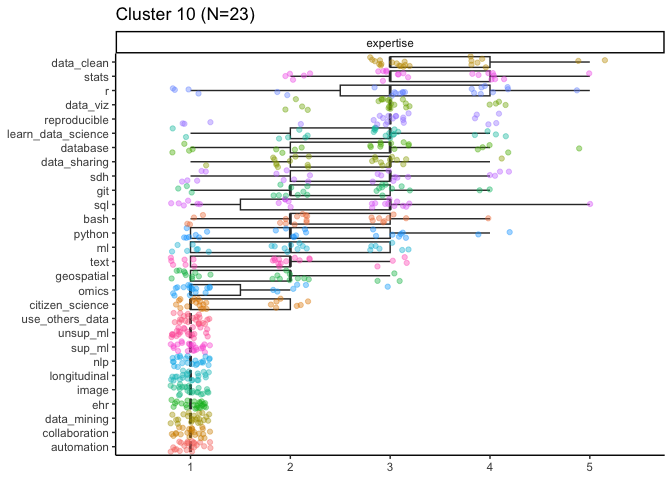 Cluster 10 (N=23)
expertise
data_clean
stats
r
data_viz
reproducible
learn_data_science
database
data_sharing
sdh
git
sql
bash
python
ml
text
geospatial
omics
citizen_science
use_others_data
unsup_ml
sup_ml
nlp
longitudinal
image
ehr
data_mining
collaboration
automation
1 2 3 4 5